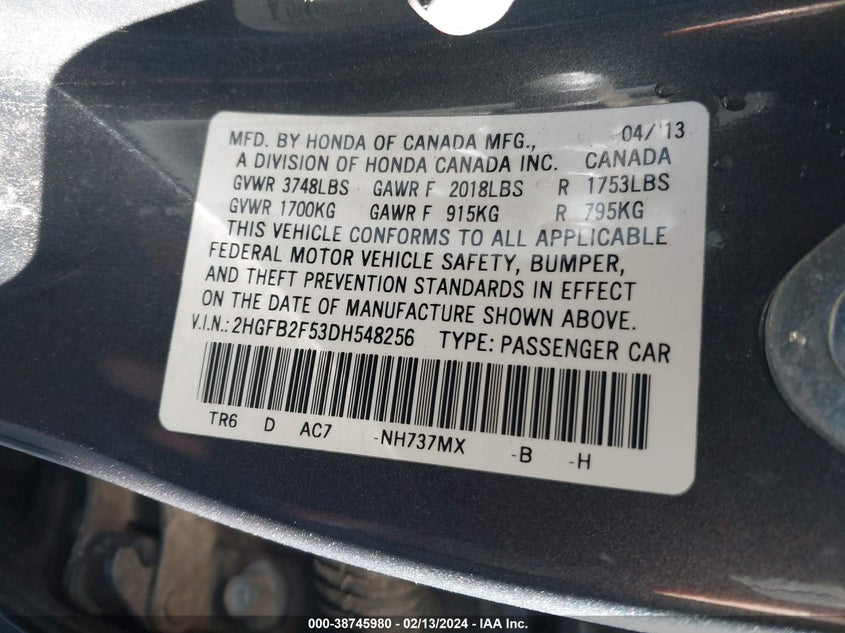 MFD. BY HONDA OF CANADA MFG., 04/'13
A DIVISION OF HONDA CANADA INC. CANADA
GVWR 3748LBS GAWR F 2018LBS R 1753LBS
GVWR 1700KG GAWR F 915KG R 795KG
THIS VEHICLE CONFORMS TO ALL APPLICABLE
FEDERAL MOTOR VEHICLE SAFETY, BUMPER,
AND THEFT PREVENTION STANDARDS IN EFFECT
ON THE DATE OF MANUFACTURE SHOWN ABOVE.
V.I.N.: 2HGFB2F53DH548256 TYPE: PASSENGER CAR
TR6 D AC7 -NH737MX -B -H
000-38745980 - 02/13/2024 - IAA Inc.